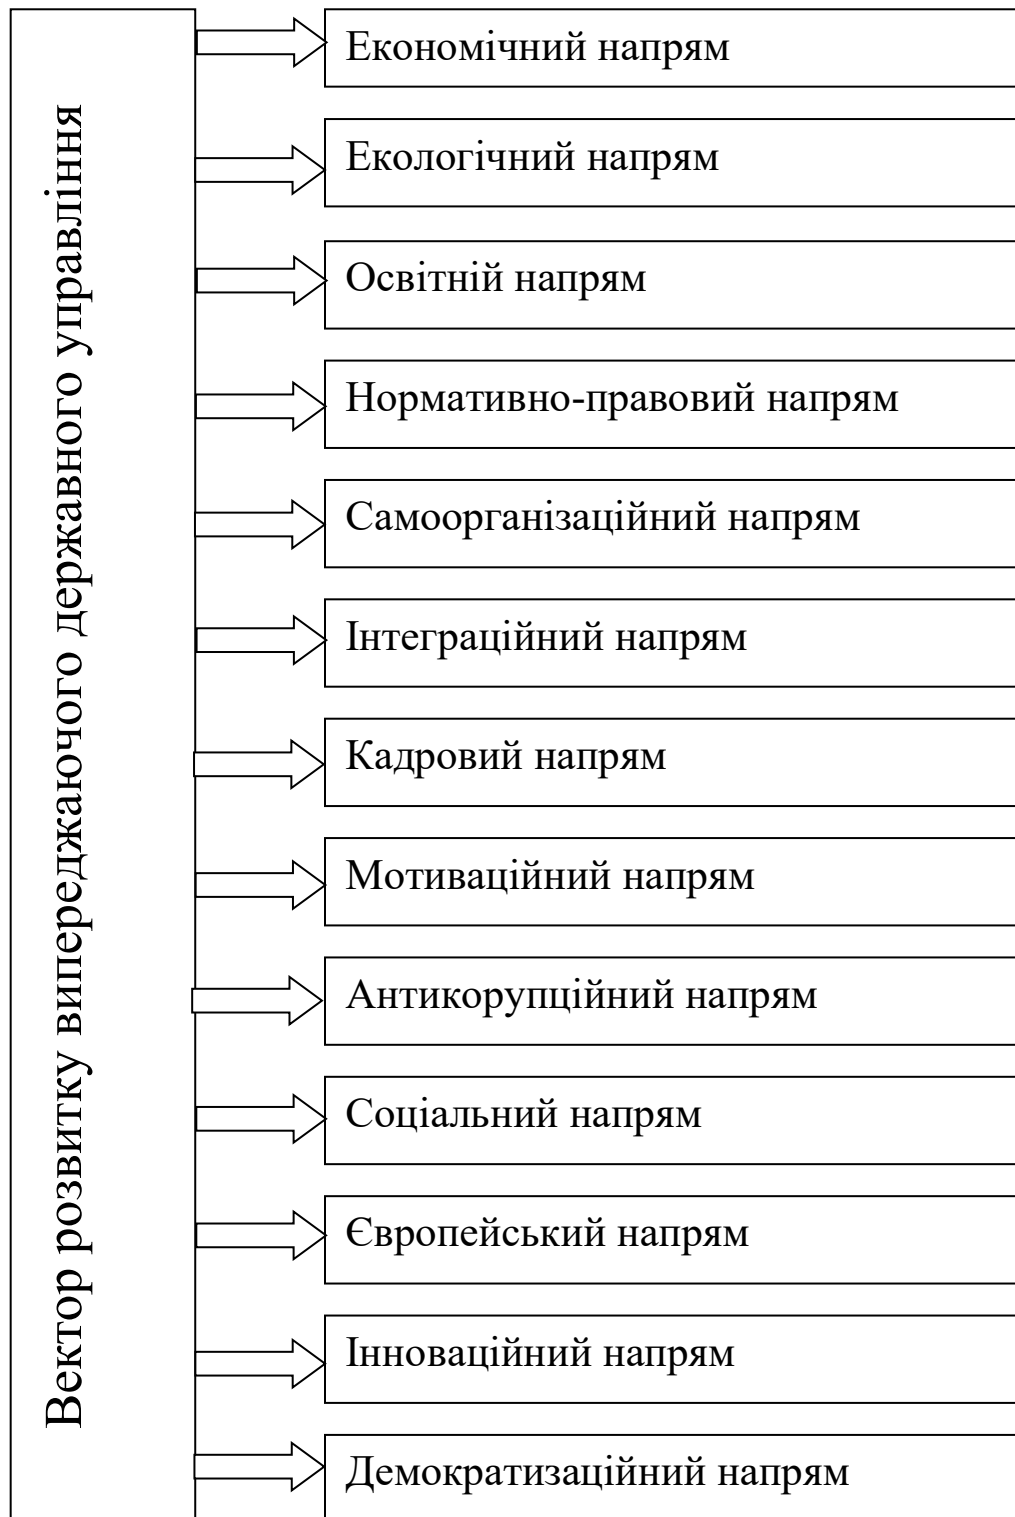 Вектор розвитку випереджаючого державного управління
Економічний напрям
Екологічний напрям
Освітній напрям
Нормативно-правовий напрям
Самоорганізаційний напрям
Інтеграційний напрям
Кадровий напрям
Мотиваційний напрям
Антикорупційний напрям
Соціальний напрям
Європейський напрям
Інноваційний напрям
Демократизаційний напрям